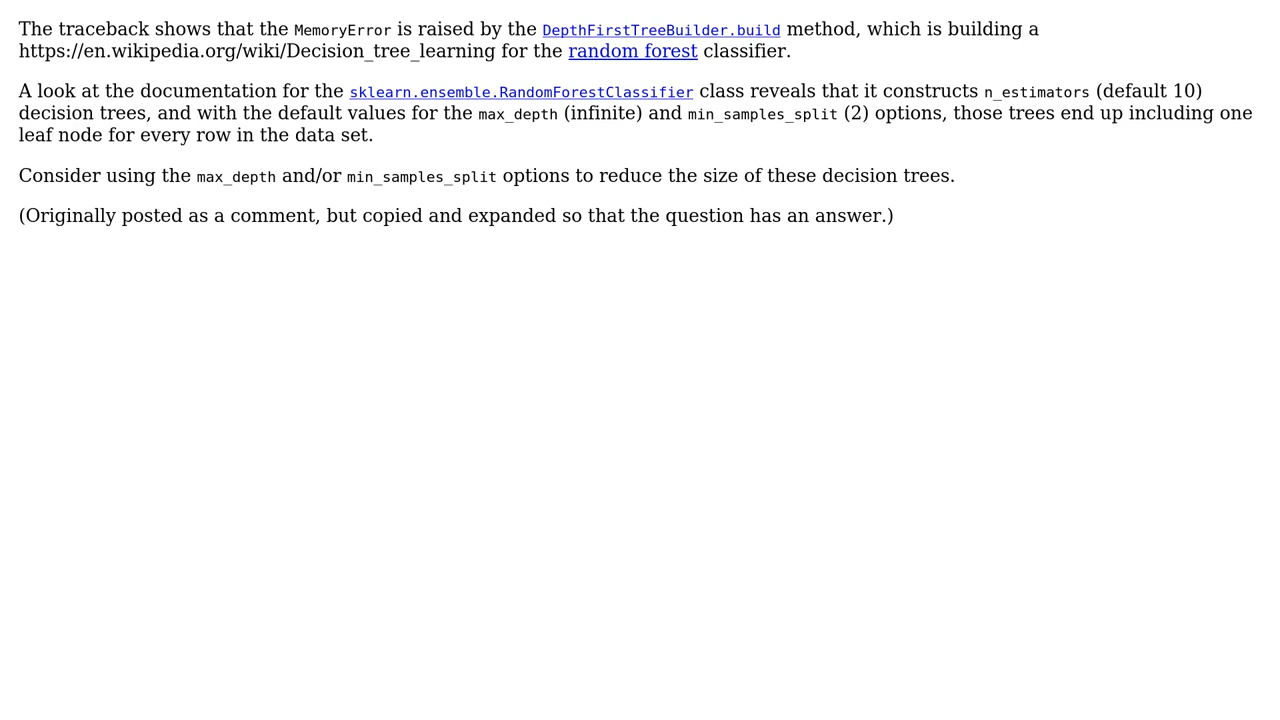 The traceback shows that the MemoryError is raised by the DepthFirstTreeBuilder.build method, which is building a
https://en.wikipedia.org/wiki/Decision_tree_learning for the random forest classifier.
A look at the documentation for the sklearn.ensemble.RandomForestClassifier class reveals that it constructs n_estimators (default 10)
decision trees, and with the default values for the max_depth (infinite) and min_samples_split (2) options, those trees end up including one
leaf node for every row in the data set.
Consider using the max_depth and/or min_samples_split options to reduce the size of these decision trees.
(Originally posted as a comment, but copied and expanded so that the question has an answer.)